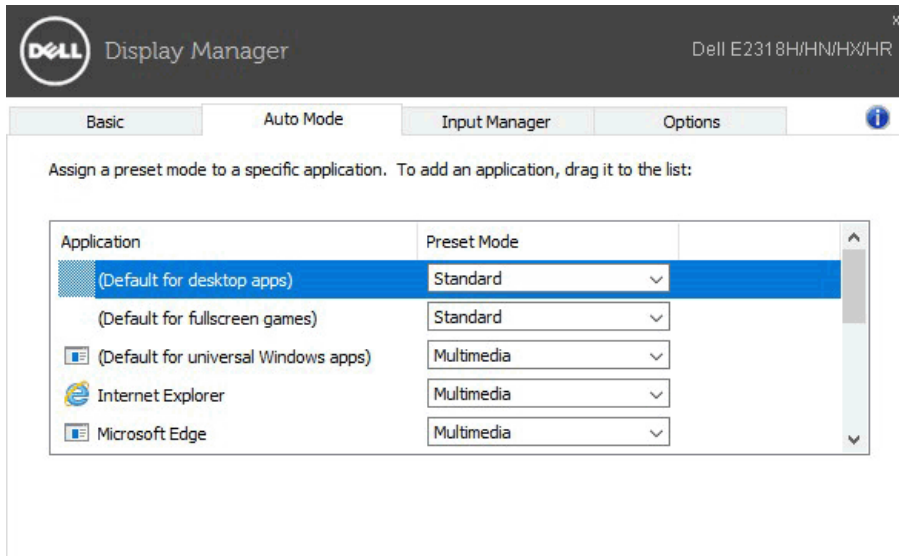 DELL Display Manager
x
Dell E2318H/HN/HX/HR
Basic Auto Mode Input Manager Options
Assign a preset mode to a specific application. To add an application, drag it to the list:
Application Preset Mode
(Default for desktop apps) Standard
(Default for fullscreen games) Standard
(Default for universal Windows apps) Multimedia
Internet Explorer Multimedia
Microsoft Edge Multimedia